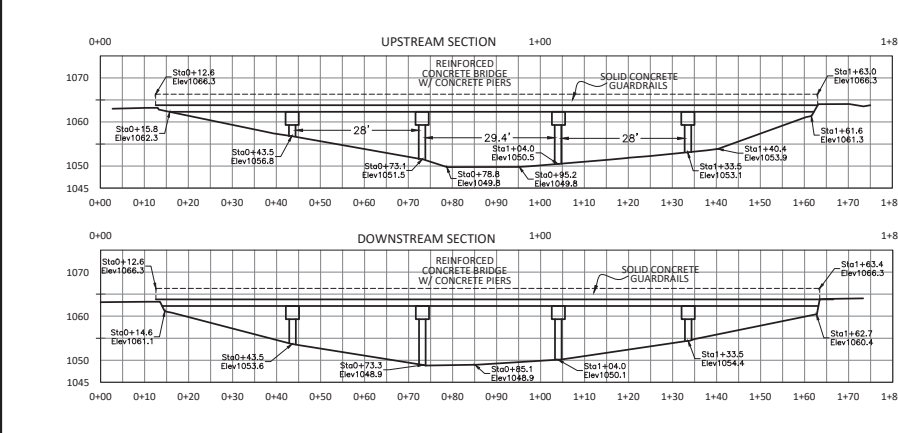 0+00 UPSTREAM SECTION 1+00 1+8
1070
1060
1050
1045
REINFORCED
CONCRETE BRIDGE
W/ CONCRETE PIERS
SOLID CONCRETE
GUARDRAILS
Sta0+12.6
Elev1066.3
Sta1+63.0
Elev1066.3
Sta0+15.8
Elev1062.3
Sta0+43.5
Elev1056.8
28'
29.4'
28'
Sta0+73.1
Elev1051.5
Sta0+78.8
Elev1049.8
Sta0+95.2
Elev1049.8
Sta1+04.0
Elev1050.5
Sta1+33.5
Elev1053.1
Sta1+40.4
Elev1053.9
Sta1+61.6
Elev1061.3
0+00 0+10 0+20 0+30 0+40 0+50 0+60 0+70 0+80 0+90 1+00 1+10 1+20 1+30 1+40 1+50 1+60 1+70 1+8
0+00 DOWNSTREAM SECTION 1+00 1+8
1070
1060
1050
1045
REINFORCED
CONCRETE BRIDGE
W/ CONCRETE PIERS
SOLID CONCRETE
GUARDRAILS
Sta0+12.6
Elev1066.3
Sta1+63.4
Elev1066.3
Sta0+14.6
Elev1061.1
Sta0+43.5
Elev1053.6
Sta0+73.3
Elev1048.9
Sta0+85.1
Elev1048.9
Sta1+04.0
Elev1050.1
Sta1+33.5
Elev1054.4
Sta1+62.7
Elev1060.4
0+00 0+10 0+20 0+30 0+40 0+50 0+60 0+70 0+80 0+90 1+00 1+10 1+20 1+30 1+40 1+50 1+60 1+70 1+8